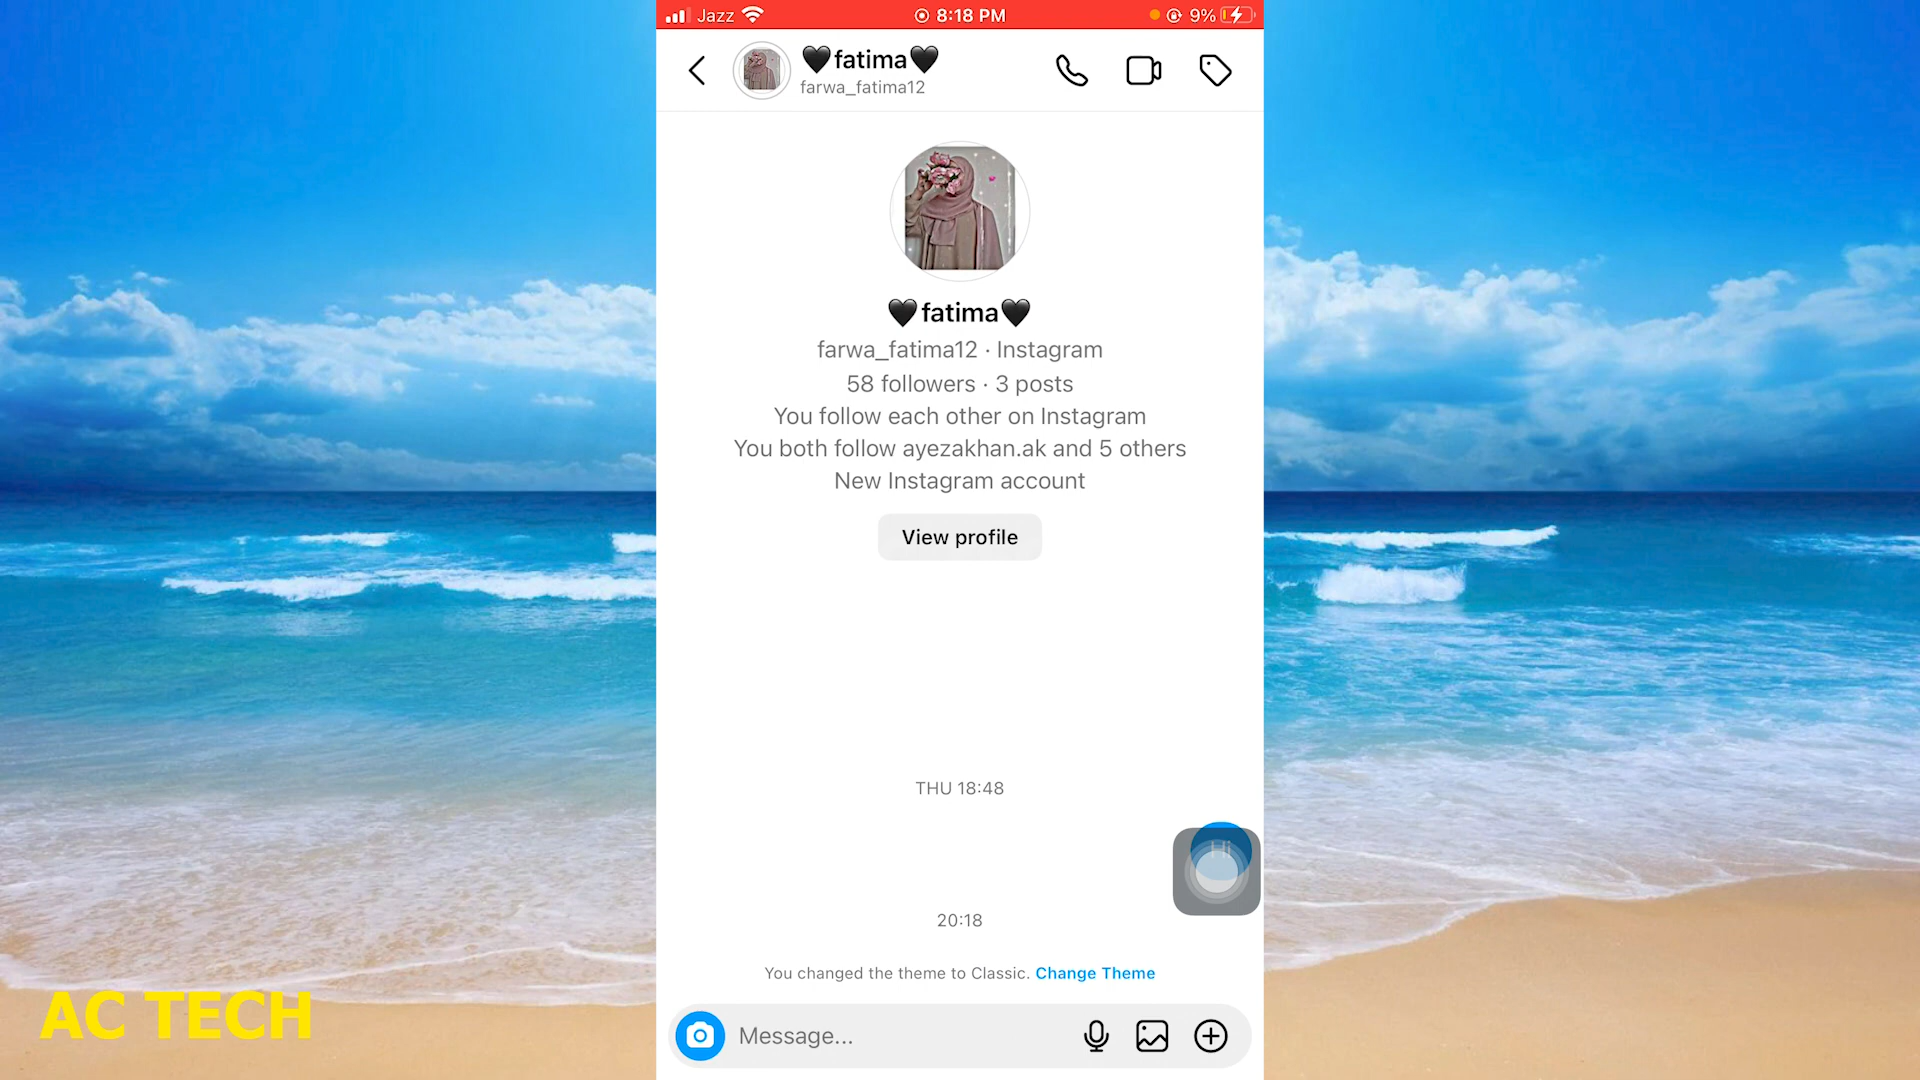 Jazz 8:18 PM 9%
🖤fatima🖤
farwa_fatima12
🖤fatima🖤
farwa_fatima12 · Instagram
58 followers · 3 posts
You follow each other on Instagram
You both follow ayezakhan.ak and 5 others
New Instagram account
View profile
THU 18:48
Hi
20:18
You changed the theme to Classic. Change Theme
Message...
AC TECH